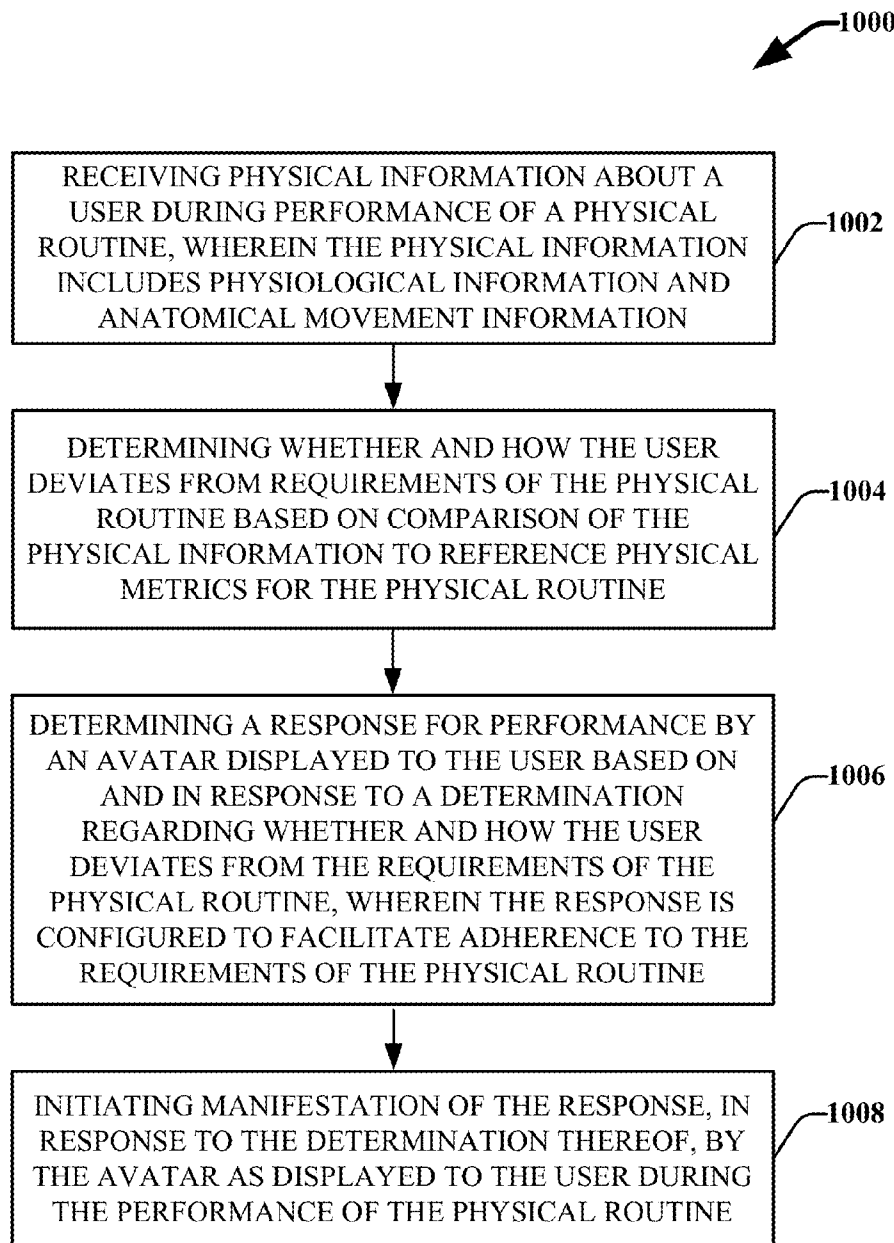 1000
RECEIVING PHYSICAL INFORMATION ABOUT A
USER DURING PERFORMANCE OF A PHYSICAL
ROUTINE, WHEREIN THE PHYSICAL INFORMATION
INCLUDES PHYSIOLOGICAL INFORMATION AND
ANATOMICAL MOVEMENT INFORMATION
1002
DETERMINING WHETHER AND HOW THE USER
DEVIATES FROM REQUIREMENTS OF THE PHYSICAL
ROUTINE BASED ON COMPARISON OF THE
PHYSICAL INFORMATION TO REFERENCE PHYSICAL
METRICS FOR THE PHYSICAL ROUTINE
1004
DETERMINING A RESPONSE FOR PERFORMANCE BY
AN AVATAR DISPLAYED TO THE USER BASED ON
AND IN RESPONSE TO A DETERMINATION
REGARDING WHETHER AND HOW THE USER
DEVIATES FROM THE REQUIREMENTS OF THE
PHYSICAL ROUTINE, WHEREIN THE RESPONSE IS
CONFIGURED TO FACILITATE ADHERENCE TO THE
REQUIREMENTS OF THE PHYSICAL ROUTINE
1006
INITIATING MANIFESTATION OF THE RESPONSE, IN
RESPONSE TO THE DETERMINATION THEREOF, BY
THE AVATAR AS DISPLAYED TO THE USER DURING
THE PERFORMANCE OF THE PHYSICAL ROUTINE
1008